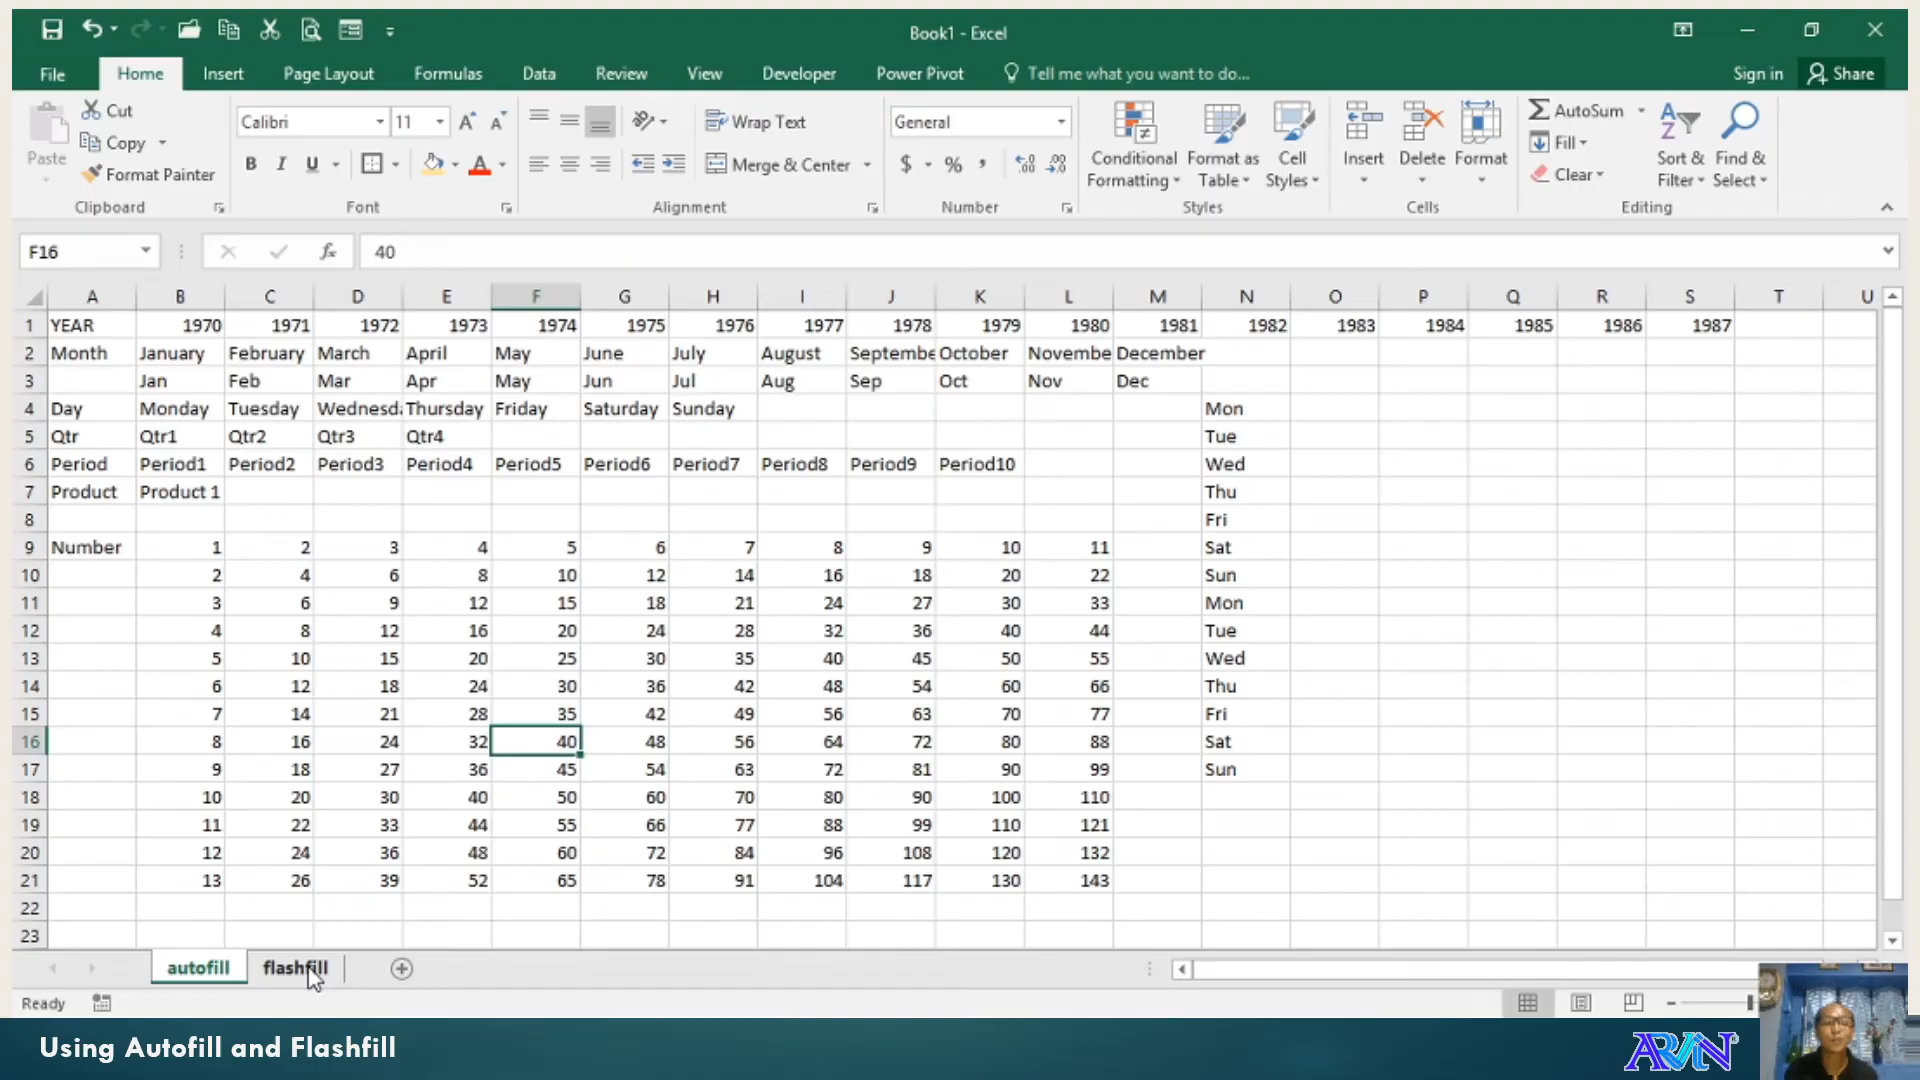 Book1 - Excel
File Home Insert Page Layout Formulas Data Review View Developer Power Pivot Tell me what you want to do... Sign in Share
Paste Cut Copy Format Painter Clipboard
Calibri 11 B I U A Font
Wrap Text Merge & Center Alignment
General $ % , Number
Conditional Formatting Format as Table Cell Styles Styles
Insert Delete Format Cells
AutoSum Fill Clear Sort & Filter Find & Select Editing
F16 fx 40
A B C D E F G H I J K L M N O P Q R S T U
1 YEAR 1970 1971 1972 1973 1974 1975 1976 1977 1978 1979 1980 1981 1982 1983 1984 1985 1986 1987
2 Month January February March April May June July August Septembe October Novembe December
3 Jan Feb Mar Apr May Jun Jul Aug Sep Oct Nov Dec
4 Day Monday Tuesday Wednesda Thursday Friday Saturday Sunday Mon
5 Qtr Qtr1 Qtr2 Qtr3 Qtr4 Tue
6 Period Period1 Period2 Period3 Period4 Period5 Period6 Period7 Period8 Period9 Period10 Wed
7 Product Product 1 Thu
8 Fri
9 Number 1 2 3 4 5 6 7 8 9 10 11 Sat
10 2 4 6 8 10 12 14 16 18 20 22 Sun
11 3 6 9 12 15 18 21 24 27 30 33 Mon
12 4 8 12 16 20 24 28 32 36 40 44 Tue
13 5 10 15 20 25 30 35 40 45 50 55 Wed
14 6 12 18 24 30 36 42 48 54 60 66 Thu
15 7 14 21 28 35 42 49 56 63 70 77 Fri
16 8 16 24 32 40 48 56 64 72 80 88 Sat
17 9 18 27 36 45 54 63 72 81 90 99 Sun
18 10 20 30 40 50 60 70 80 90 100 110
19 11 22 33 44 55 66 77 88 99 110 121
20 12 24 36 48 60 72 84 96 108 120 132
21 13 26 39 52 65 78 91 104 117 130 143
22
23
autofill flashfill
Ready
Using Autofill and Flashfill
ARVIN